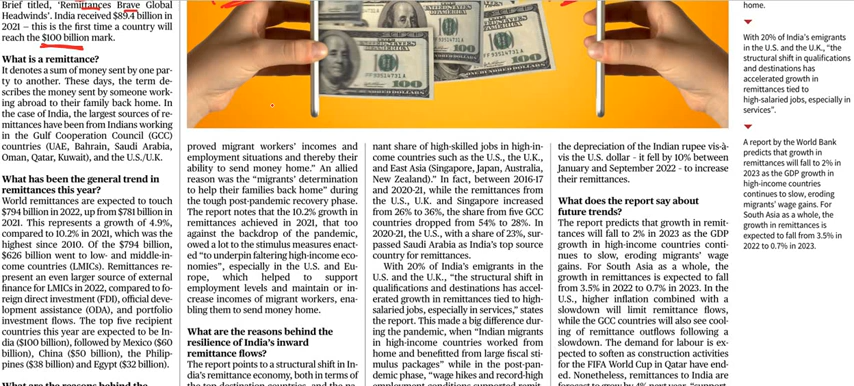 Brief titled, ‘Remittances Brave Global
Headwinds’. India received $89.4 billion in
2021 – this is the first time a country will
reach the $100 billion mark.
What is a remittance?
It denotes a sum of money sent by one par-
ty to another. These days, the term de-
scribes the money sent by someone work-
ing abroad to their family back home. In
the case of India, the largest sources of re-
mittances have been from Indians working
in the Gulf Cooperation Council (GCC)
countries (UAE, Bahrain, Saudi Arabia,
Oman, Qatar, Kuwait), and the U.S./U.K.
What has been the general trend in
remittances this year?
World remittances are expected to touch
$794 billion in 2022, up from $781 billion in
2021. This represents a growth of 4.9%,
compared to 10.2% in 2021, which was the
highest since 2010. Of the $794 billion,
$626 billion went to low- and middle-in-
come countries (LMICs). Remittances re-
present an even larger source of external
finance for LMICs in 2022, compared to fo-
reign direct investment (FDI), official deve-
lopment assistance (ODA), and portfolio
investment flows. The top five recipient
countries this year are expected to be In-
dia ($100 billion), followed by Mexico ($60
billion), China ($50 billion), the Philip-
pines ($38 billion) and Egypt ($32 billion).
What are the reasons behind the
proved migrant workers’ incomes and
employment situations and thereby their
ability to send money home.” An allied
reason was the “migrants’ determination
to help their families back home” during
the tough post-pandemic recovery phase.
The report notes that the 10.2% growth in
remittances achieved in 2021, that too
against the backdrop of the pandemic,
owed a lot to the stimulus measures enact-
ed “to underpin faltering high-income eco-
nomies”, especially in the U.S. and Eu-
rope, which helped to support
employment levels and maintain or in-
crease incomes of migrant workers, ena-
bling them to send money home.
What are the reasons behind the
resilience of India’s inward
remittance flows?
The report points to a structural shift in In-
dia’s remittance economy, both in terms of
the top destination countries, and the na-
nant share of high-skilled jobs in high-in-
come countries such as the U.S., the U.K.,
and East Asia (Singapore, Japan, Australia,
New Zealand).” In fact, between 2016-17
and 2020-21, while the remittances from
the U.S., U.K. and Singapore increased
from 26% to 36%, the share from five GCC
countries dropped from 54% to 28%. In
2020-21, the U.S., with a share of 23%, sur-
passed Saudi Arabia as India’s top source
country for remittances.
With 20% of India’s emigrants in the
U.S. and the U.K., “the structural shift in
qualifications and destinations has accel-
erated growth in remittances tied to high-
salaried jobs, especially in services,” states
the report. This made a big difference dur-
ing the pandemic, when “Indian migrants
in high-income countries worked from
home and benefitted from large fiscal sti-
mulus packages” while in the post-pan-
demic phase, “wage hikes and record-high
employment conditions supported remit-
the depreciation of the Indian rupee vis-à-
vis the U.S. dollar - it fell by 10% between
January and September 2022 - to increase
their remittances.
What does the report say about
future trends?
The report predicts that growth in remit-
tances will fall to 2% in 2023 as the GDP
growth in high-income countries conti-
nues to slow, eroding migrants’ wage
gains. For South Asia as a whole, the
growth in remittances is expected to fall
from 3.5% in 2022 to 0.7% in 2023. In the
U.S., higher inflation combined with a
slowdown will limit remittance flows,
while the GCC countries will also see cool-
ing of remittance outflows following a
slowdown. The demand for labour is ex-
pected to soften as construction activities
for the FIFA World Cup in Qatar have end-
ed. Nonetheless, remittances to India are
forecast to grow by 4% next year, “support-
home.
With 20% of India’s emigrants
in the U.S. and the U.K., “the
structural shift in qualifications
and destinations has
accelerated growth in
remittances tied to
high-salaried jobs, especially in
services”.
A report by the World Bank
predicts that growth in
remittances will fall to 2% in
2023 as the GDP growth in
high-income countries
continues to slow, eroding
migrants’ wage gains. For
South Asia as a whole, the
growth in remittances is
expected to fall from 3.5% in
2022 to 0.7% in 2023.